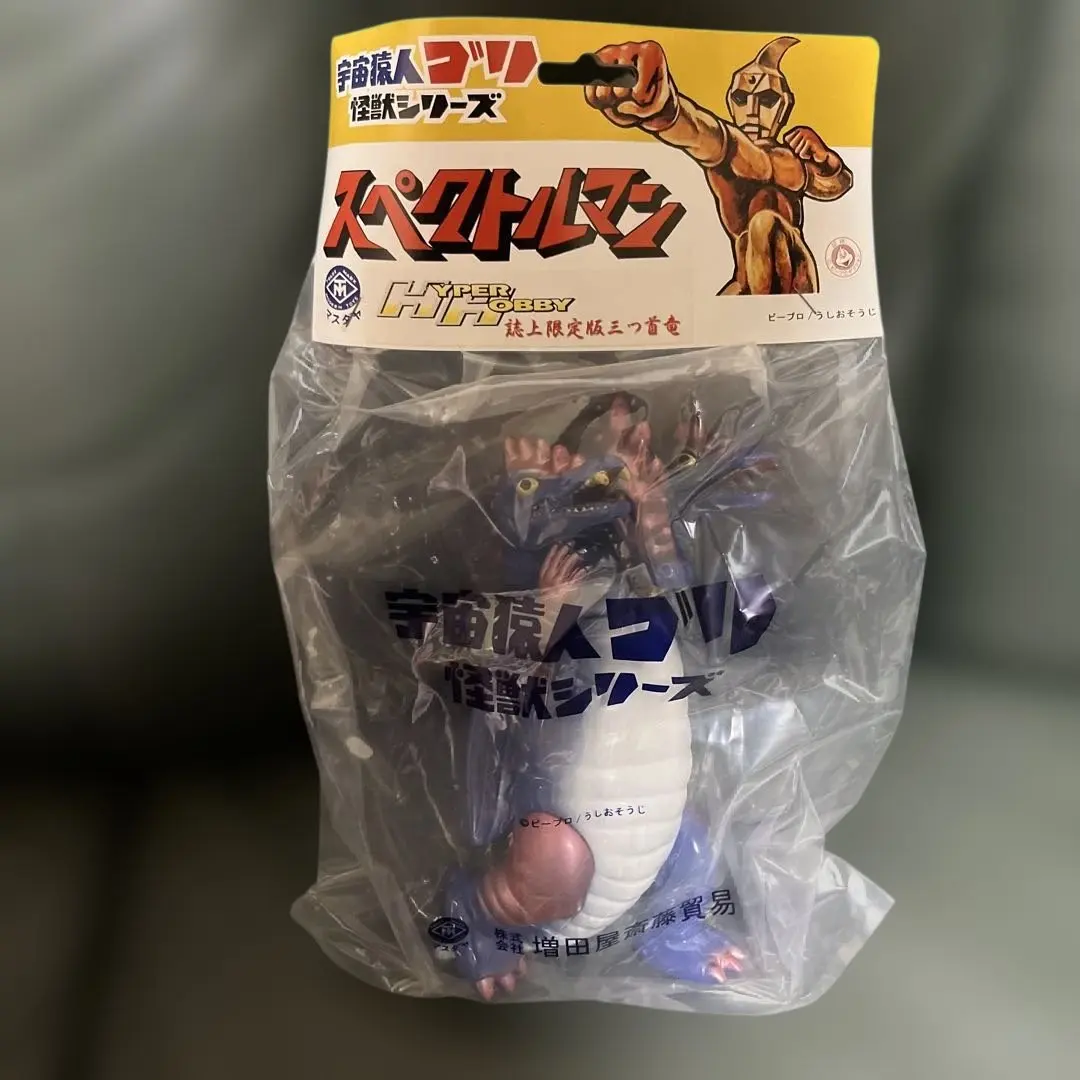 宇宙猿人ゴリ
怪獣シリーズ
スペクトルマン
マスダヤ
HYPER HOBBY
誌上限定版三つ首竜
ピープロ/うしおそうじ
宇宙猿人ゴリ
怪獣シリーズ
©ピープロ/うしおそうじ
マスダヤ
株式会社 増田屋斎藤貿易